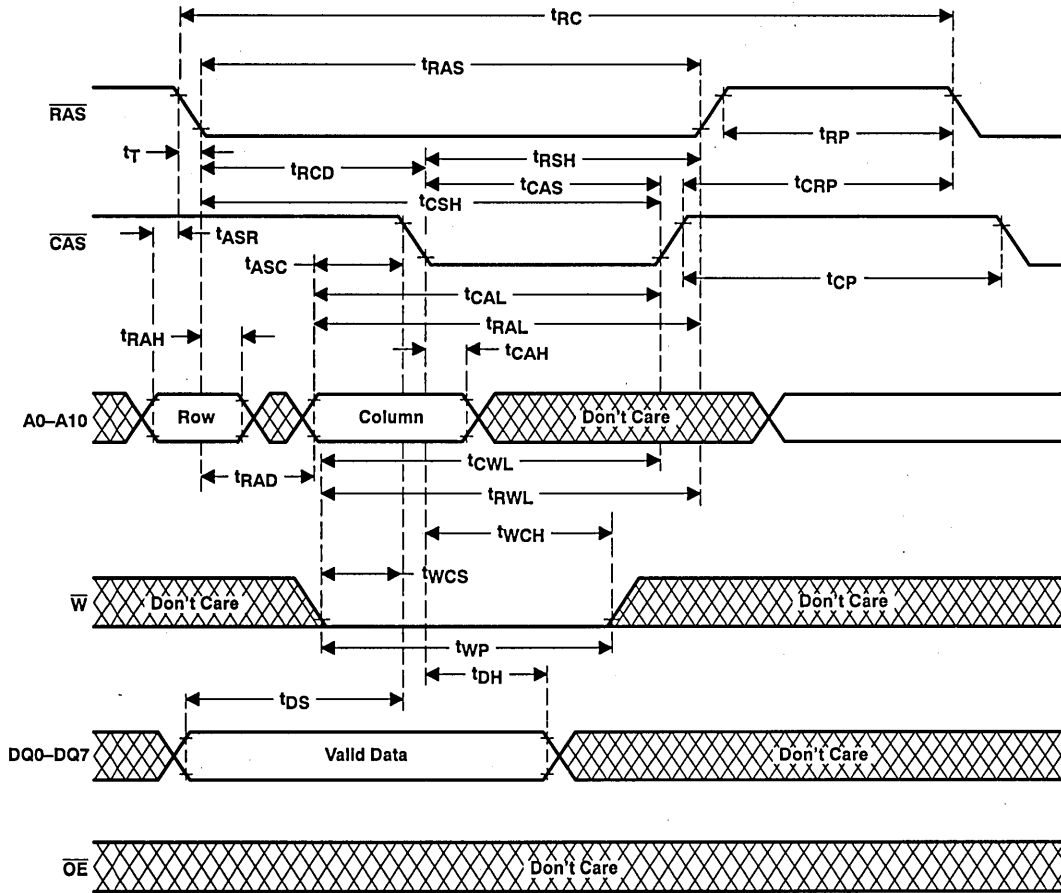 tRC
tRAS
RAS
tRP
tT
tRCD
tRSH
tCAS
tCRP
tCSH
CAS
tASR
tASC
tCP
tCAL
tRAH
tRAL
tCAH
A0–A10
Row
Column
Don't Care
tCWL
tRAD
tRWL
tWCH
tWCS
W
Don't Care
Don't Care
tWP
tDH
tDS
DQ0–DQ7
Valid Data
Don't Care
OE
Don't Care